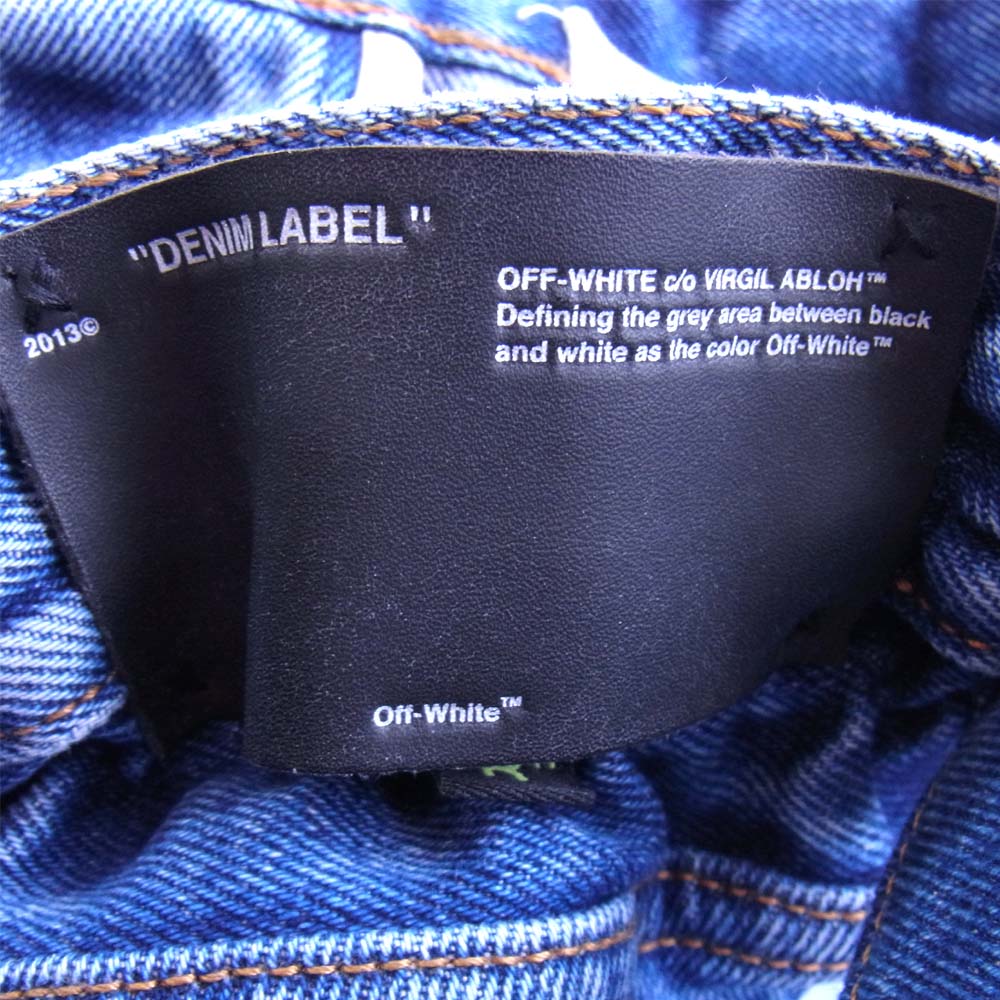 "DENIM LABEL"
2013©
OFF-WHITE c/o VIRGIL ABLOH™
Defining the grey area between black
and white as the color Off-White™
Off-White™